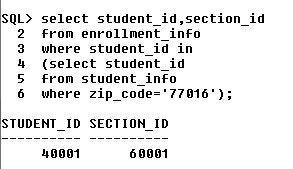 SQL> select student_id,section_id
2 from enrollment_info
3 where student_id in
4 (select student_id
5 from student_info
6 where zip_code='77016');
STUDENT_ID SECTION_ID
---------- ----------
40001 60001